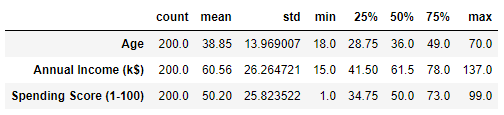 count mean std min 25% 50% 75% max
Age 200.0 38.85 13.969007 18.0 28.75 36.0 49.0 70.0
Annual Income (k$) 200.0 60.56 26.264721 15.0 41.50 61.5 78.0 137.0
Spending Score (1-100) 200.0 50.20 25.823522 1.0 34.75 50.0 73.0 99.0